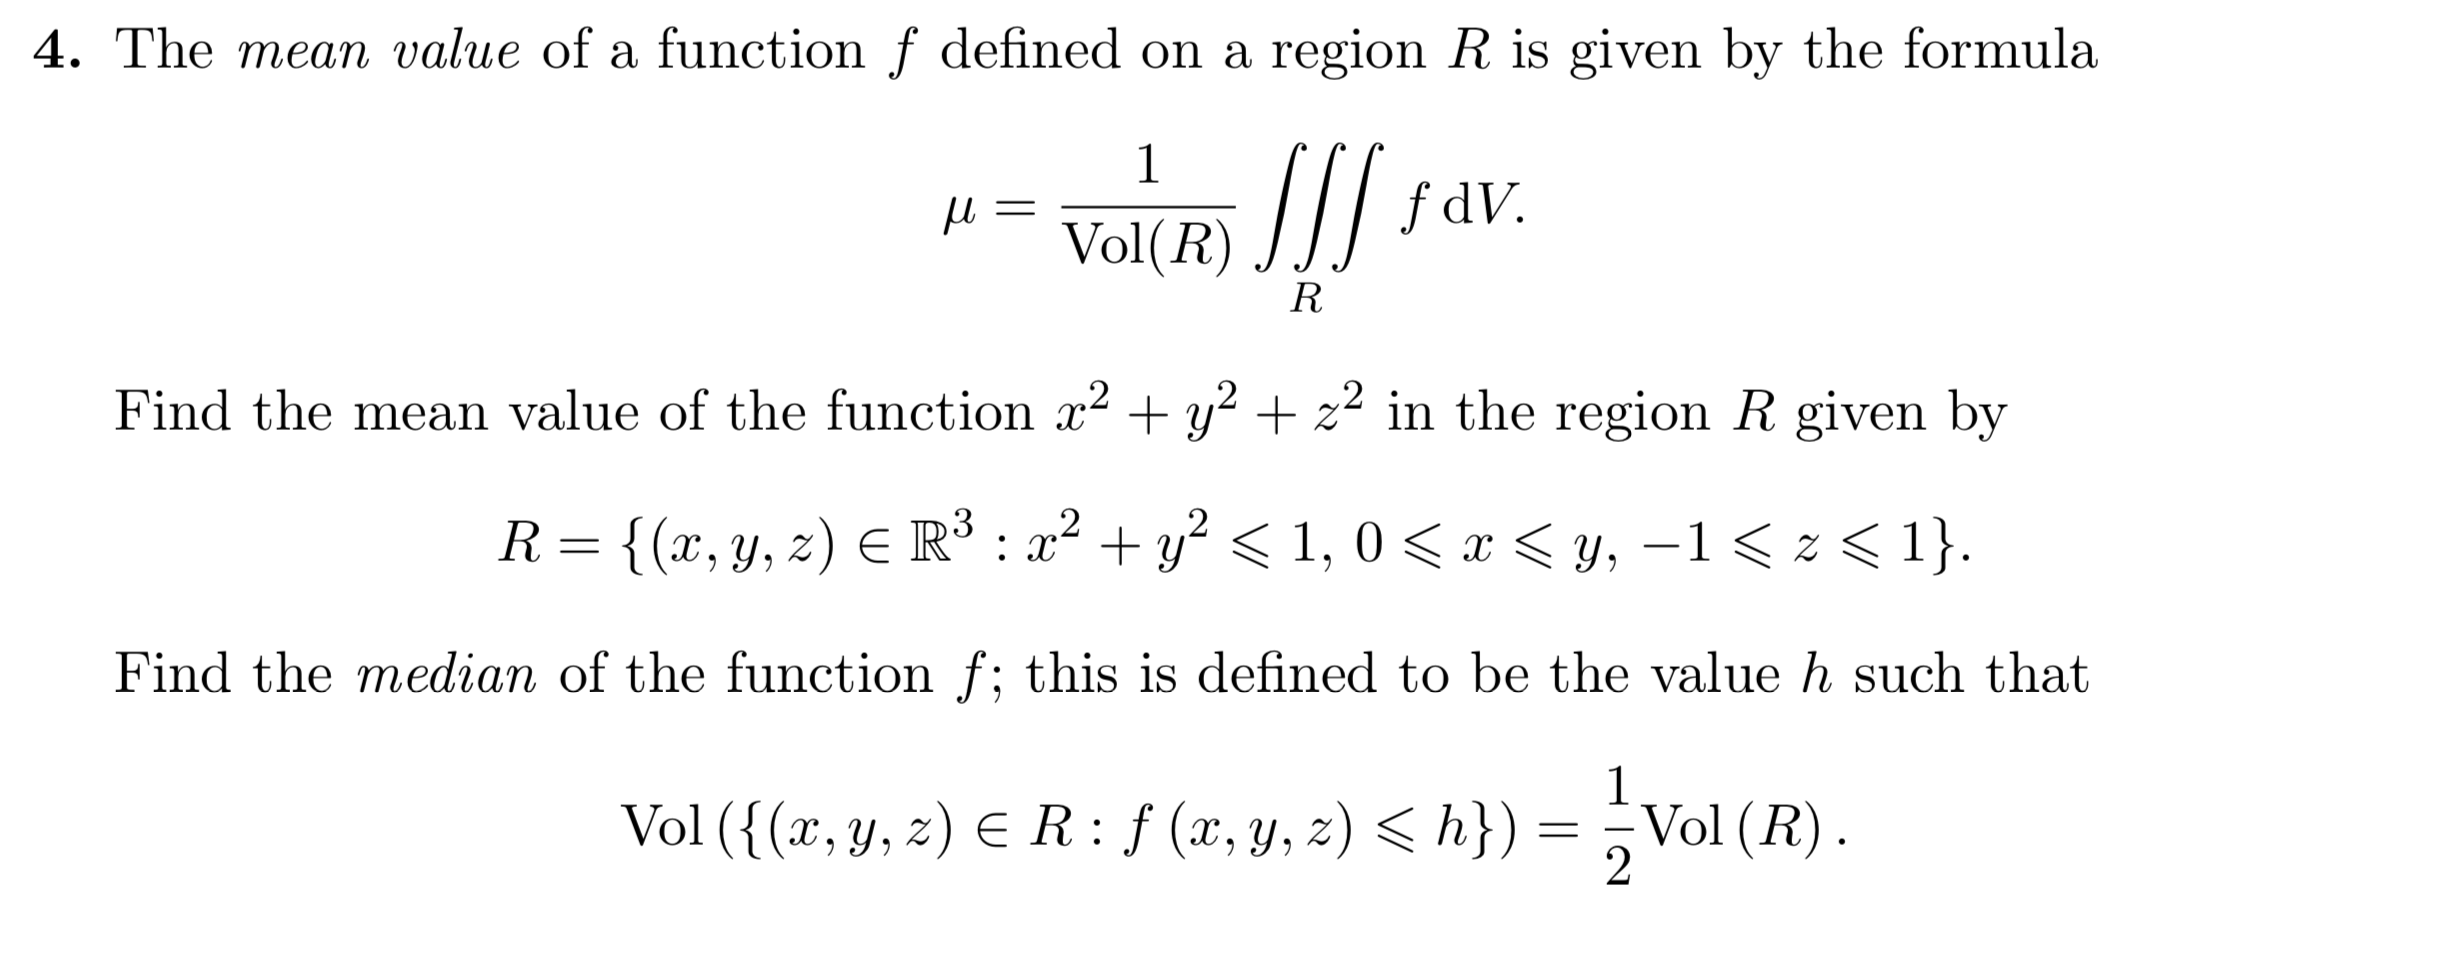 4. The mean value of a function f defined on a region R is given by the formula
μ = 1/Vol(R) ∭_R f dV.
Find the mean value of the function x² + y² + z² in the region R given by
R = {(x, y, z) ∈ ℝ³ : x² + y² ⩽ 1, 0 ⩽ x ⩽ y, −1 ⩽ z ⩽ 1}.
Find the median of the function f; this is defined to be the value h such that
Vol ({(x, y, z) ∈ R : f (x, y, z) ⩽ h}) = 1/2 Vol (R) .